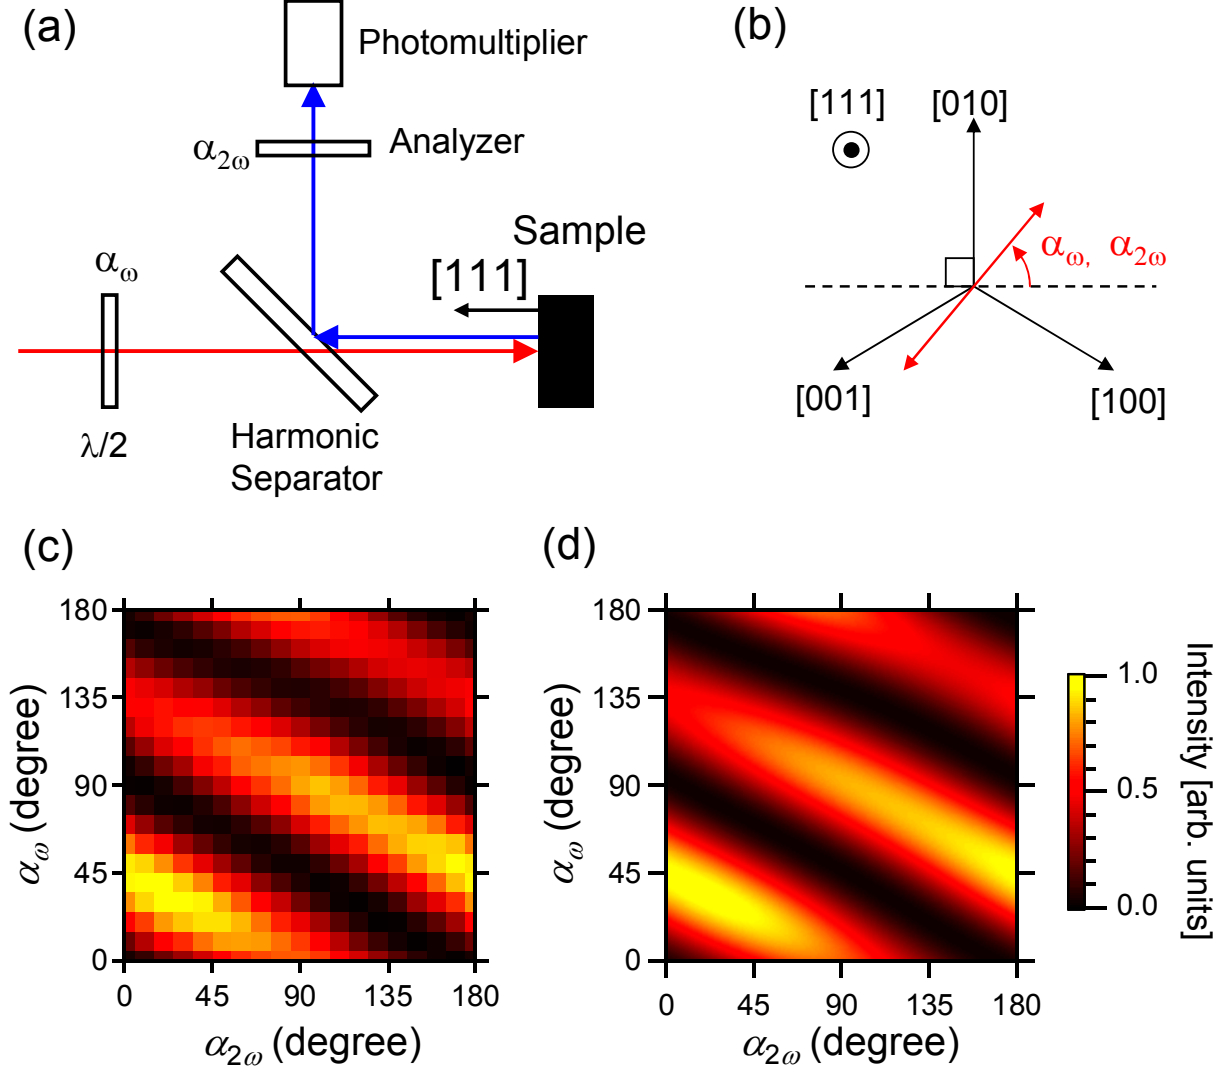 (a)
Photomultiplier
α2ω
Analyzer
Sample
αω
[111]
λ/2
Harmonic
Separator
(b)
[111]
[010]
αω, α2ω
[001]
[100]
(c)
180
135
90
45
0
0 45 90 135 180
αω (degree)
α2ω (degree)
(d)
180
135
90
45
0
0 45 90 135 180
αω (degree)
α2ω (degree)
1.0
0.5
0.0
Intensity [arb. units]